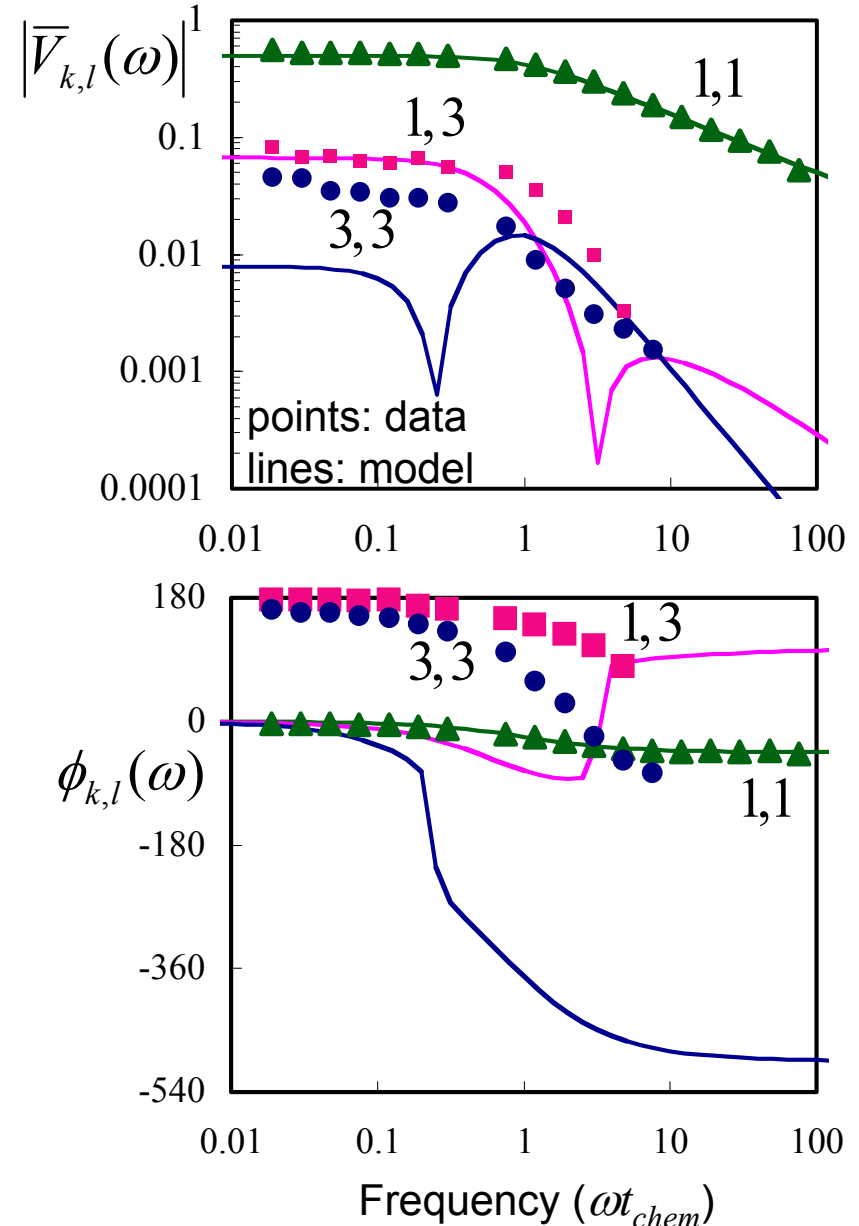 |V̅ₖ,ₗ(ω)|
1
0.1
0.01
0.001
0.0001
1,1
1,3
3,3
points: data
lines: model
0.01 0.1 1 10 100
180
0
-180
-360
-540
ϕₖ,ₗ(ω)
1,3
3,3
1,1
0.01 0.1 1 10 100
Frequency (ωt_chem)